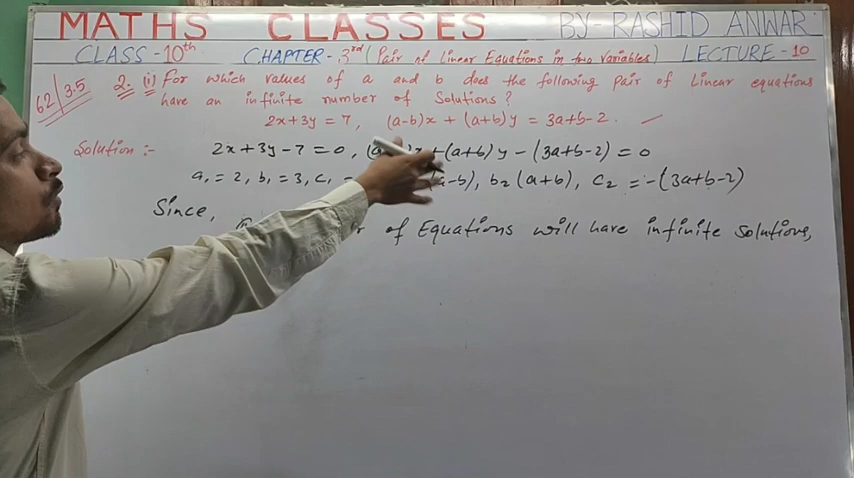 MATHS CLASSES BY-RASHID ANWAR
CLASS-10th CHAPTER-3rd (Pair of Linear Equations in two Variables) LECTURE-10
62/3.5 2. (i) For which values of a and b does the following pair of Linear equations
have an infinite number of Solutions?
2x+3y=7, (a-b)x + (a+b)y = 3a+b-2.
Solution:- 2x+3y-7=0, +(a+b)y-(3a+b-2)=0
a₁=2, b₁=3, c₁ -b), b₂(a+b), c₂=-(3a+b-2)
Since,
of Equations will have infinite solutions,